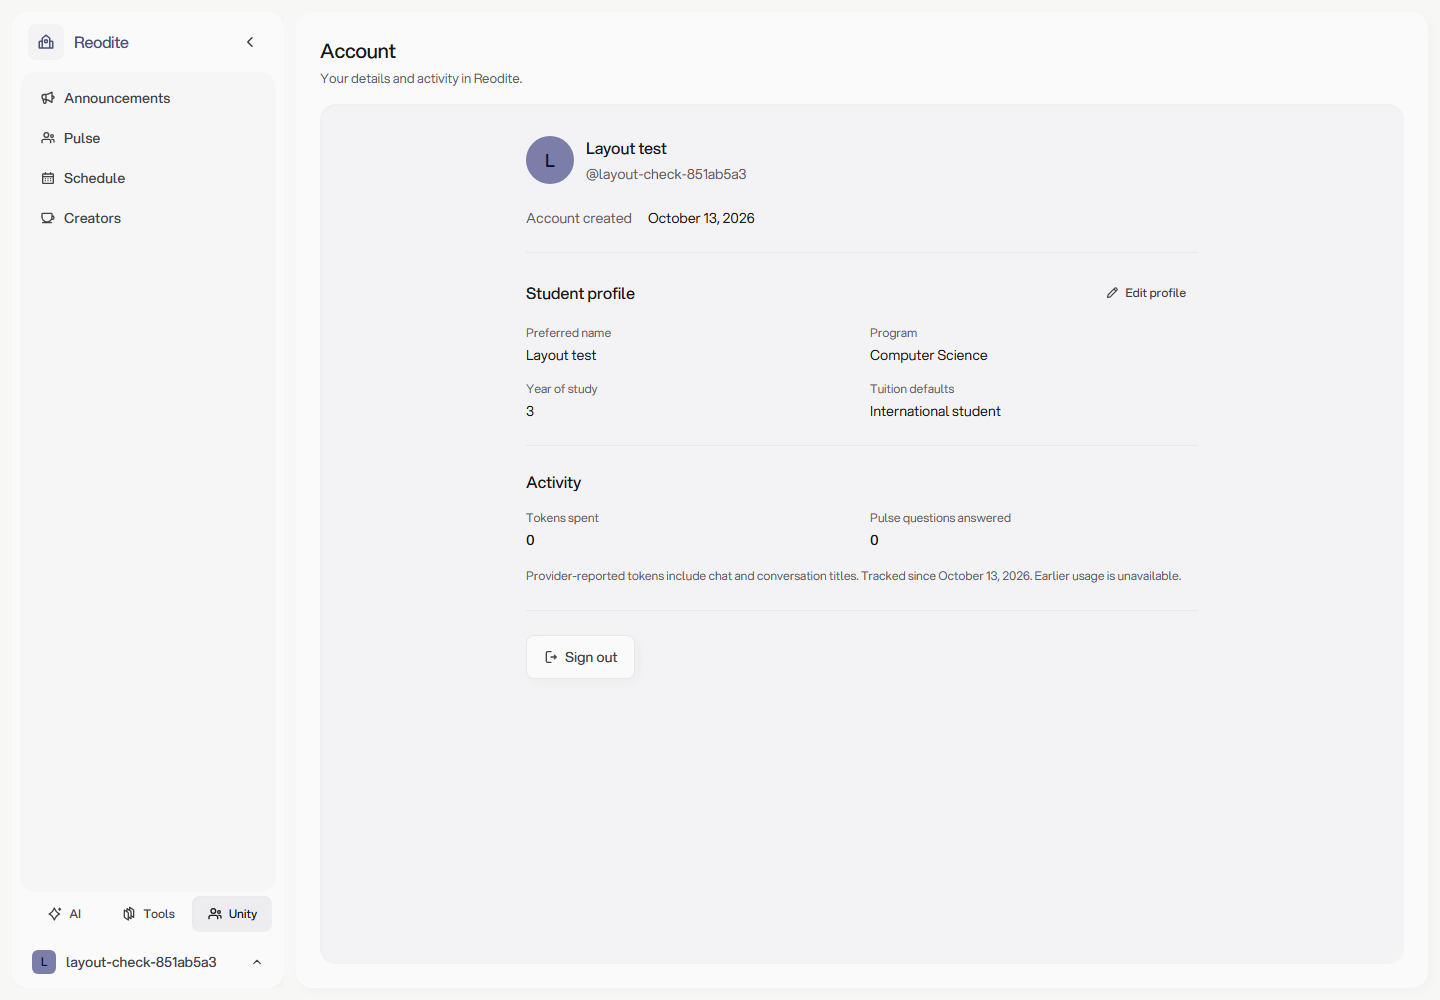 Reodite
Announcements
Pulse
Schedule
Creators
AI
Tools
Unity
L
layout-check-851ab5a3
Account
Your details and activity in Reodite.
L
Layout test
@layout-check-851ab5a3
Account created October 13, 2026
Student profile
Edit profile
Preferred name
Layout test
Program
Computer Science
Year of study
3
Tuition defaults
International student
Activity
Tokens spent
0
Pulse questions answered
0
Provider-reported tokens include chat and conversation titles. Tracked since October 13, 2026. Earlier usage is unavailable.
Sign out